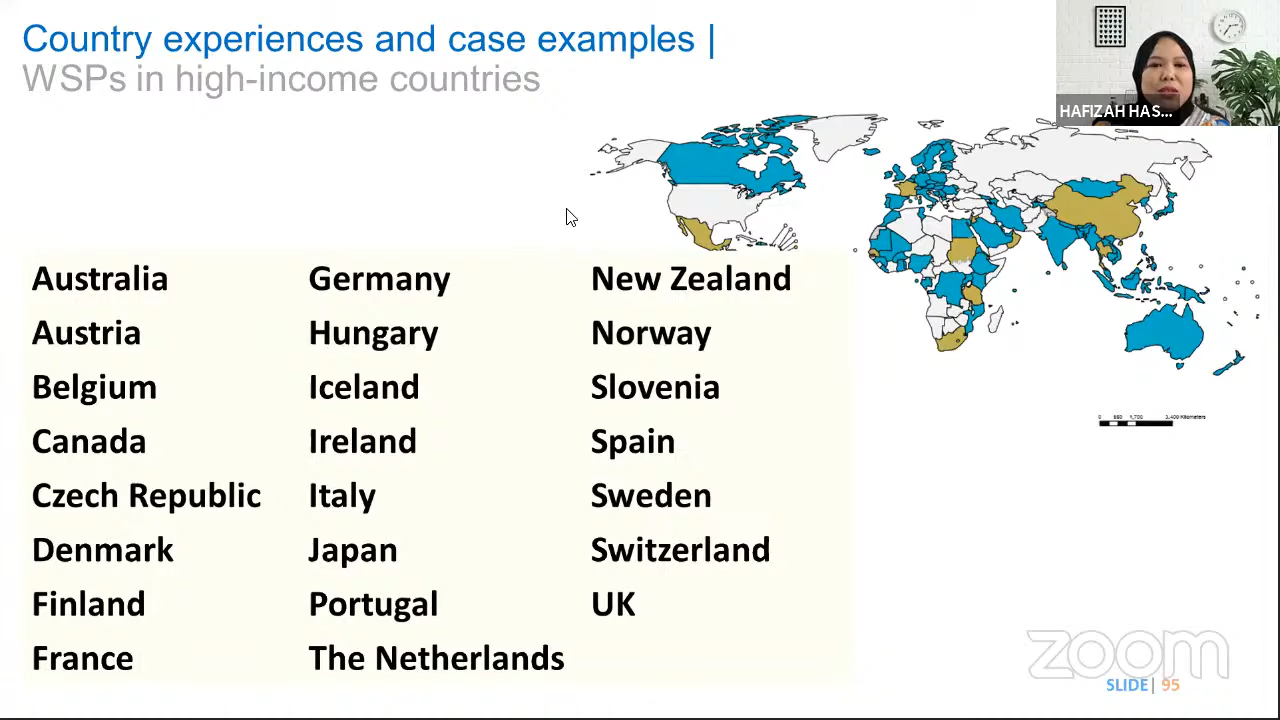 Country experiences and case examples |
WSPs in high-income countries
HAFIZAH HAS...
Australia Germany New Zealand
Austria Hungary Norway
Belgium Iceland Slovenia
Canada Ireland Spain
Czech Republic Italy Sweden
Denmark Japan Switzerland
Finland Portugal UK
France The Netherlands
zoom
SLIDE| 95